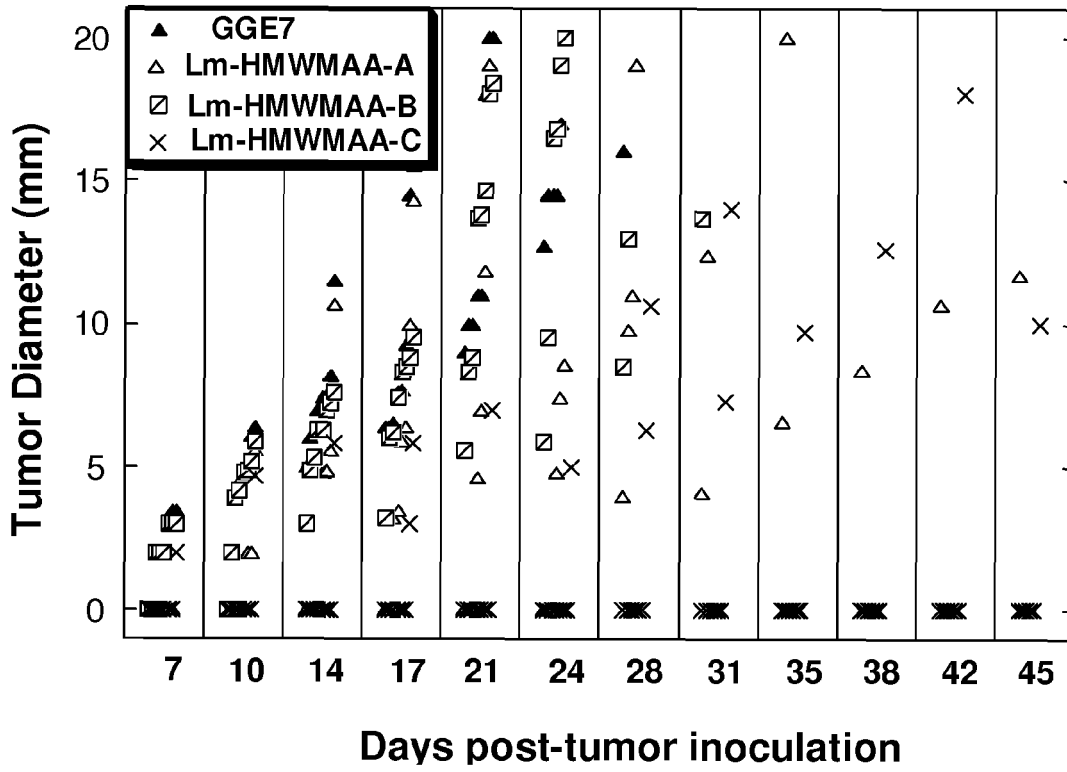 GGE7
Lm-HMWMAA-A
Lm-HMWMAA-B
Lm-HMWMAA-C
Tumor Diameter (mm)
20
15
10
5
0
7 10 14 17 21 24 28 31 35 38 42 45
Days post-tumor inoculation